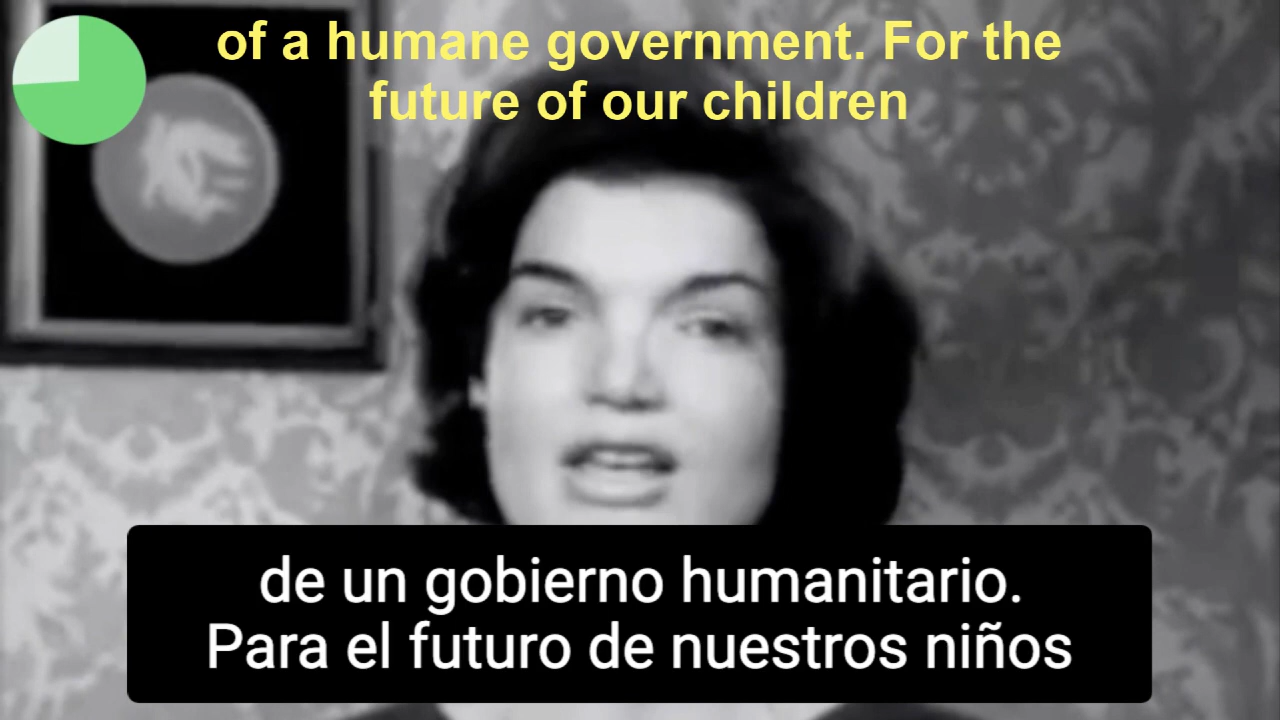 of a humane government. For the
future of our children
de un gobierno humanitario.
Para el futuro de nuestros niños